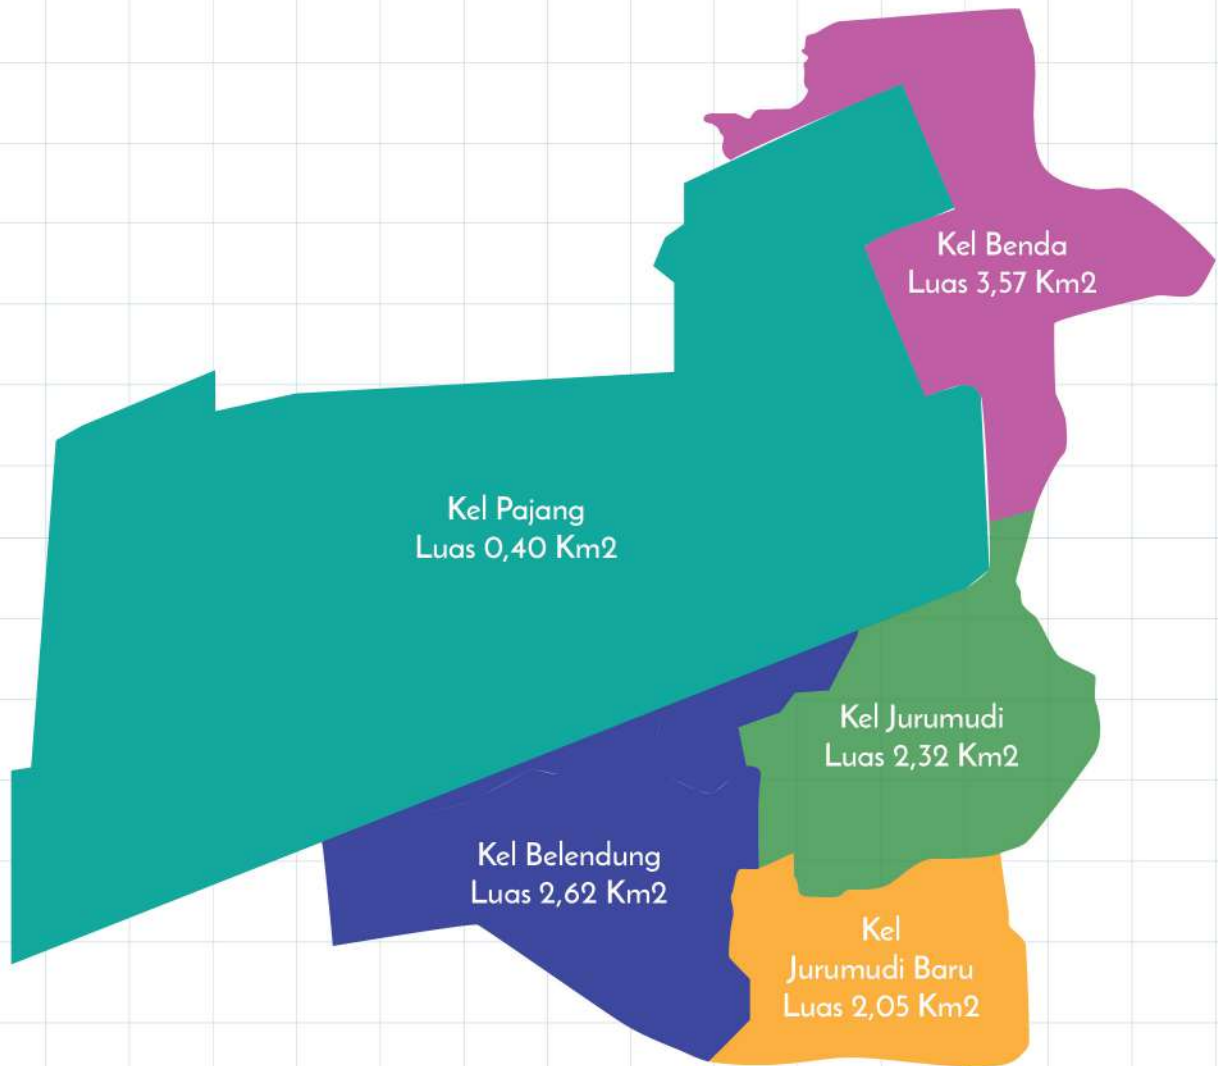 Kel Benda
Luas 3,57 Km2
Kel Pajang
Luas 0,40 Km2
Kel Jurumudi
Luas 2,32 Km2
Kel Belendung
Luas 2,62 Km2
Kel
Jurumudi Baru
Luas 2,05 Km2